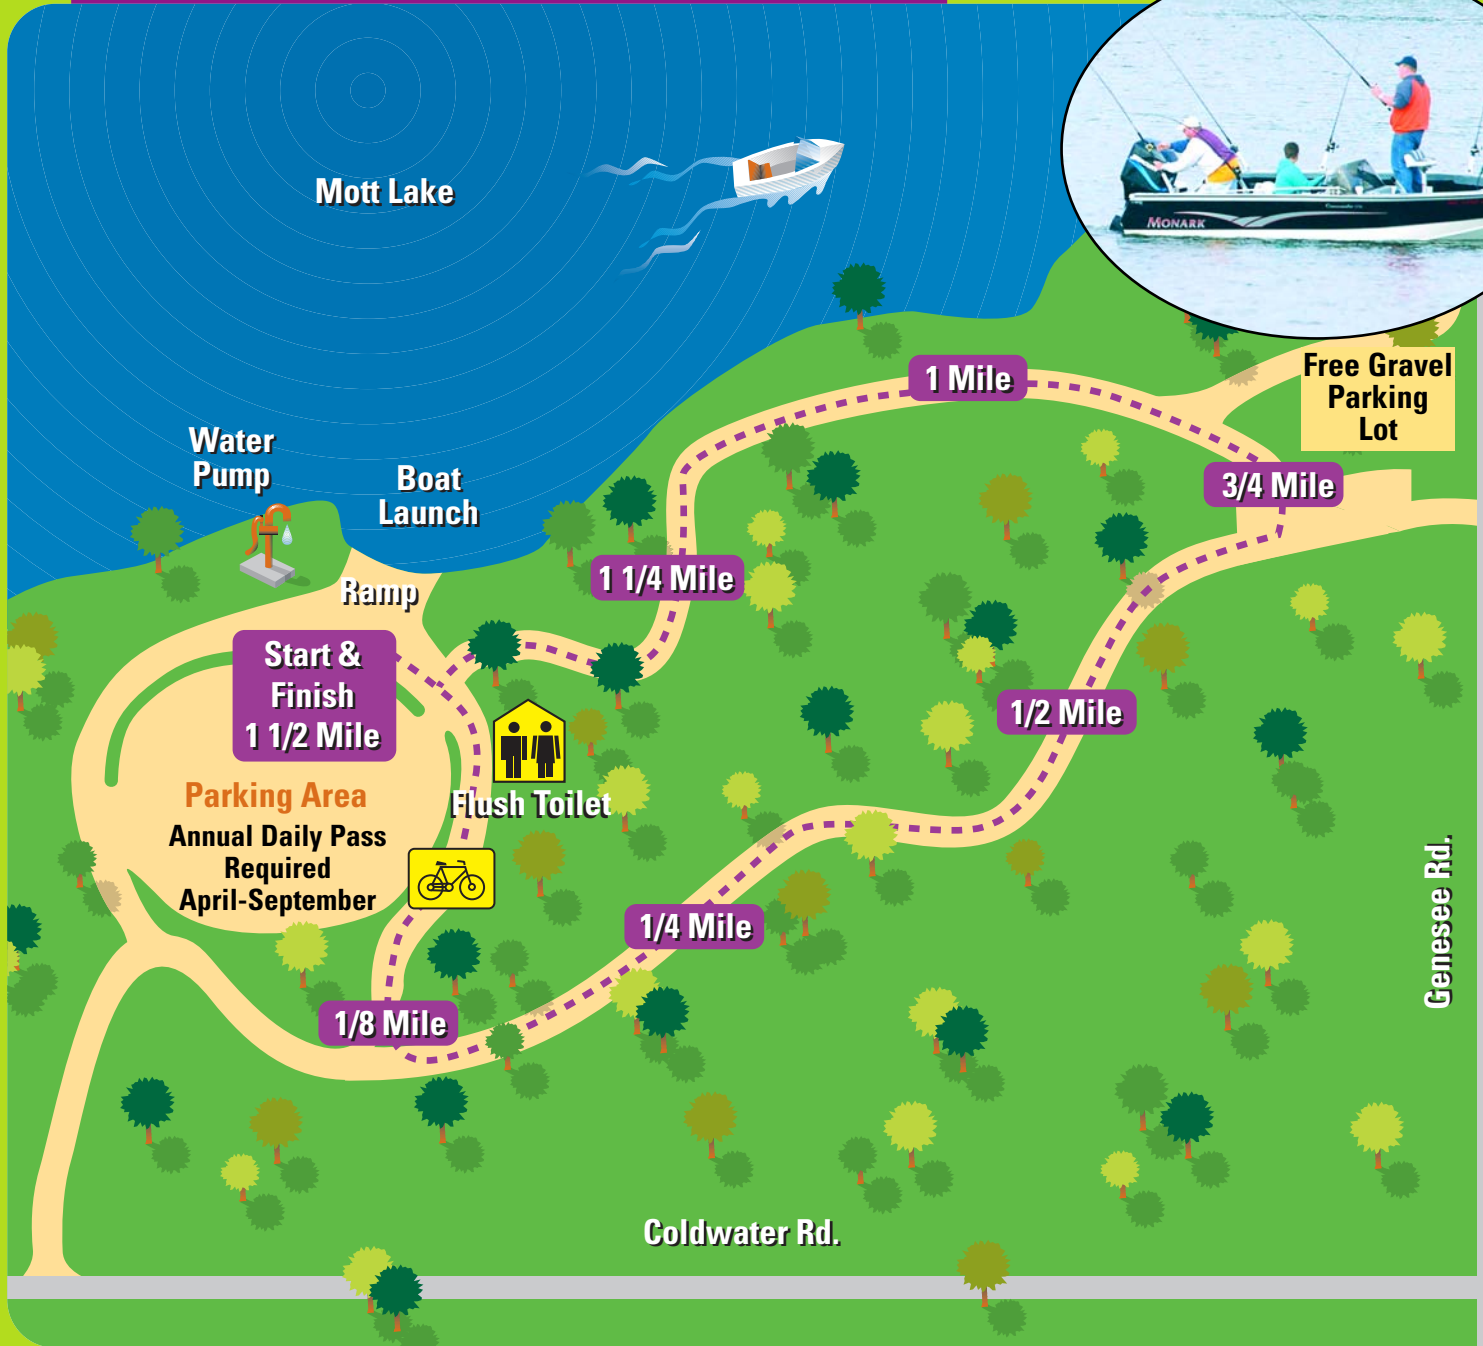 Mott Lake
MONARK
1 Mile
Free Gravel
Parking
Lot
Water
Pump
Boat
Launch
3/4 Mile
1 1/4 Mile
Ramp
Start &
Finish
1 1/2 Mile
1/2 Mile
Parking Area
Flush Toilet
Annual Daily Pass
Required
April-September
Genesee Rd.
1/4 Mile
1/8 Mile
Coldwater Rd.